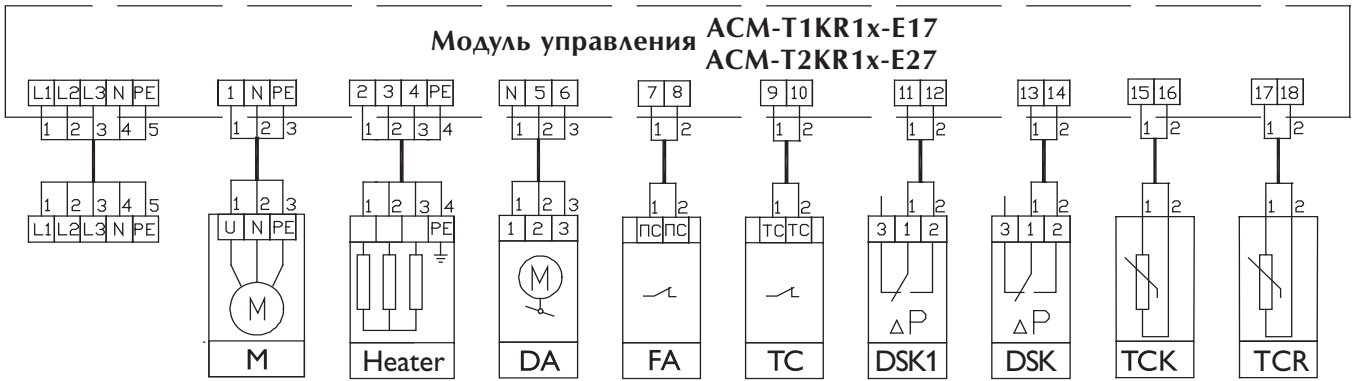 Модуль управления ACM-T1KR1x-E17
ACM-T2KR1x-E27
L1 L2 L3 N PE 1 N PE 2 3 4 PE N 5 6 7 8 9 10 11 12 13 14 15 16 17 18
1 2 3 4 5 1 2 3 1 2 3 4 1 2 3 1 2 1 2 1 2 1 2 1 2 1 2
1 2 3 4 5 1 2 3 1 2 3 4 1 2 3 1 2 1 2 1 2 1 2 1 2 1 2
L1 L2 L3 N PE U N PE PE 1 2 3 ПС ПС ТС ТС 3 1 2 3 1 2
M M
ΔP ΔP
M Heater DA FA TC DSK1 DSK TCK TCR